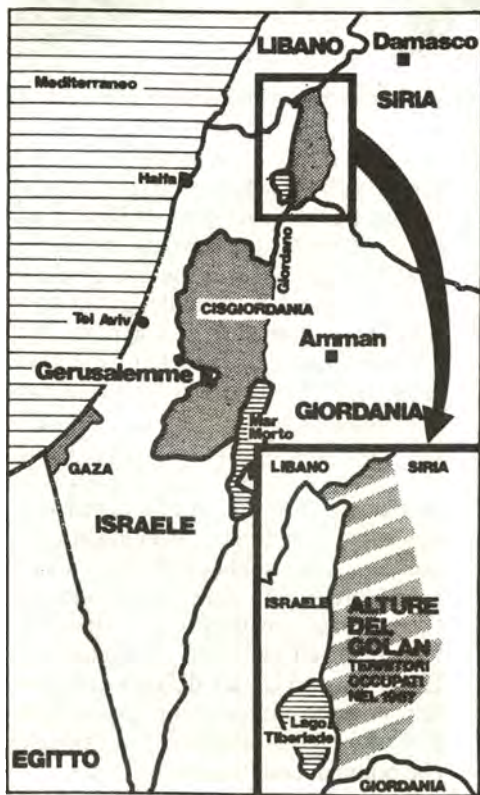 LIBANO
Damasco
SIRIA
Mediterraneo
Haifa
Giordano
CISGIORDANIA
Tel Aviv
Amman
Gerusalemme
GIORDANIA
Mar
Morto
GAZA
ISRAELE
EGITTO
LIBANO
SIRIA
ISRAELE
ALTURE
DEL
GOLAN
TERRITORI
OCCUPATI
NEL 1967
Lago
Tiberiade
GIORDANIA